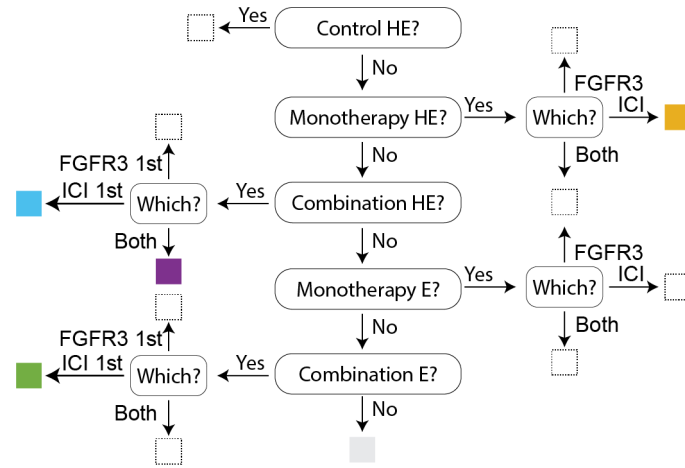 Yes
Control HE?
No
FGFR3
ICI
Monotherapy HE?
Yes
Which?
Both
No
FGFR3 1st
ICI 1st
Which?
Yes
Combination HE?
Both
No
FGFR3
ICI
Monotherapy E?
Yes
Which?
Both
No
FGFR3 1st
ICI 1st
Which?
Yes
Combination E?
Both
No